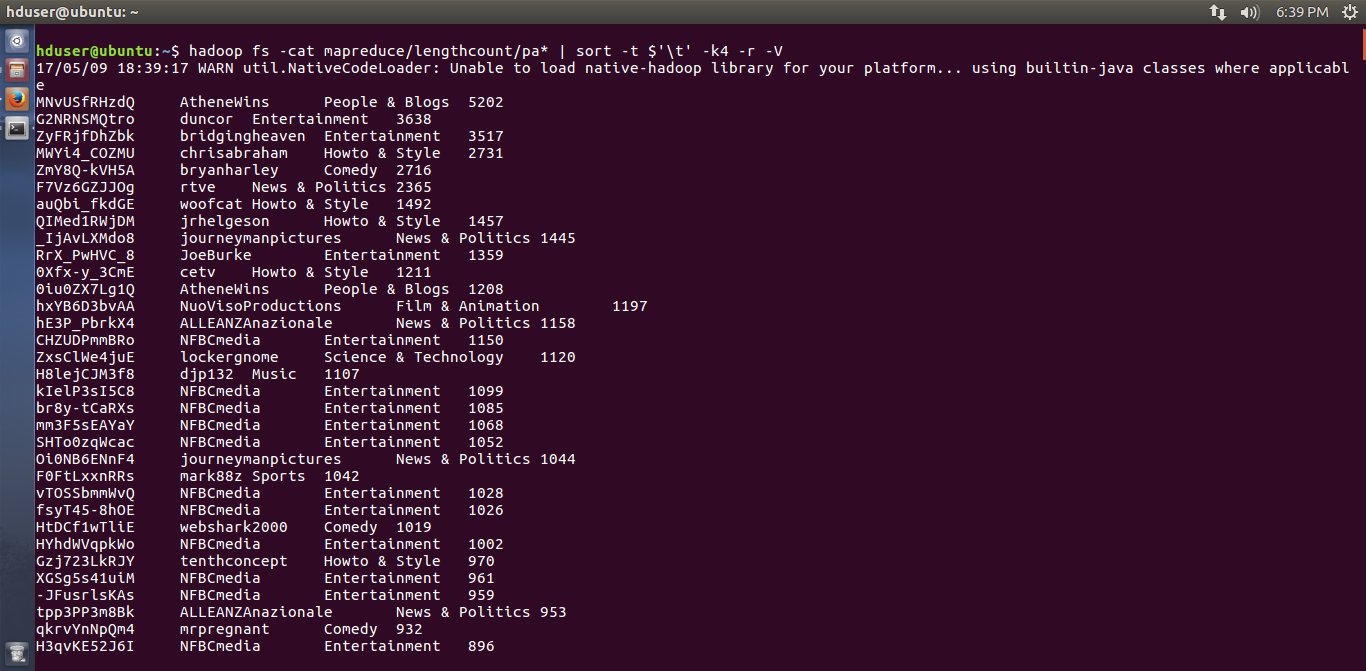 hduser@ubuntu: ~
6:39 PM
hduser@ubuntu:~$ hadoop fs -cat mapreduce/lengthcount/pa* | sort -t $'\t' -k4 -r -V
17/05/09 18:39:17 WARN util.NativeCodeLoader: Unable to load native-hadoop library for your platform... using builtin-java classes where applicabl
e
MNvUSfRHzdQ AtheneWins People & Blogs 5202
G2NRNSMQtro duncor Entertainment 3638
ZyFRjfDhZbk bridgingheaven Entertainment 3517
MWYi4_COZMU chrisabraham Howto & Style 2731
ZmY8Q-kVH5A bryanharley Comedy 2716
F7Vz6GZJJOg rtve News & Politics 2365
auQbi_fkdGE woofcat Howto & Style 1492
QIMed1RWjDM jrhelgeson Howto & Style 1457
_IjAvLXMdo8 journeymanpictures News & Politics 1445
RrX_PwHVC_8 JoeBurke Entertainment 1359
0Xfx-y_3CmE cetv Howto & Style 1211
0iu0ZX7Lg1Q AtheneWins People & Blogs 1208
hxYB6D3bvAA NuoVisoProductions Film & Animation 1197
hE3P_PbrkX4 ALLEANZAnazionale News & Politics 1158
CHZUDPmmBRo NFBCmedia Entertainment 1150
ZxsClWe4juE lockergnome Science & Technology 1120
H8lejCJM3f8 djp132 Music 1107
kIelP3sI5C8 NFBCmedia Entertainment 1099
br8y-tCaRXs NFBCmedia Entertainment 1085
mm3F5sEAYaY NFBCmedia Entertainment 1068
SHTo0zqWcac NFBCmedia Entertainment 1052
Oi0NB6ENnF4 journeymanpictures News & Politics 1044
F0FtLxxnRRs mark88z Sports 1042
vTOSSbmmWvQ NFBCmedia Entertainment 1028
fsyT45-8hOE NFBCmedia Entertainment 1026
HtDCf1wTliE webshark2000 Comedy 1019
HYhdWVqpkWo NFBCmedia Entertainment 1002
Gzj723LkRJY tenthconcept Howto & Style 970
XGSg5s41uiM NFBCmedia Entertainment 961
-JFusrlsKAs NFBCmedia Entertainment 959
tpp3PP3m8Bk ALLEANZAnazionale News & Politics 953
qkrvYnNpQm4 mrpregnant Comedy 932
H3qvKE52J6I NFBCmedia Entertainment 896